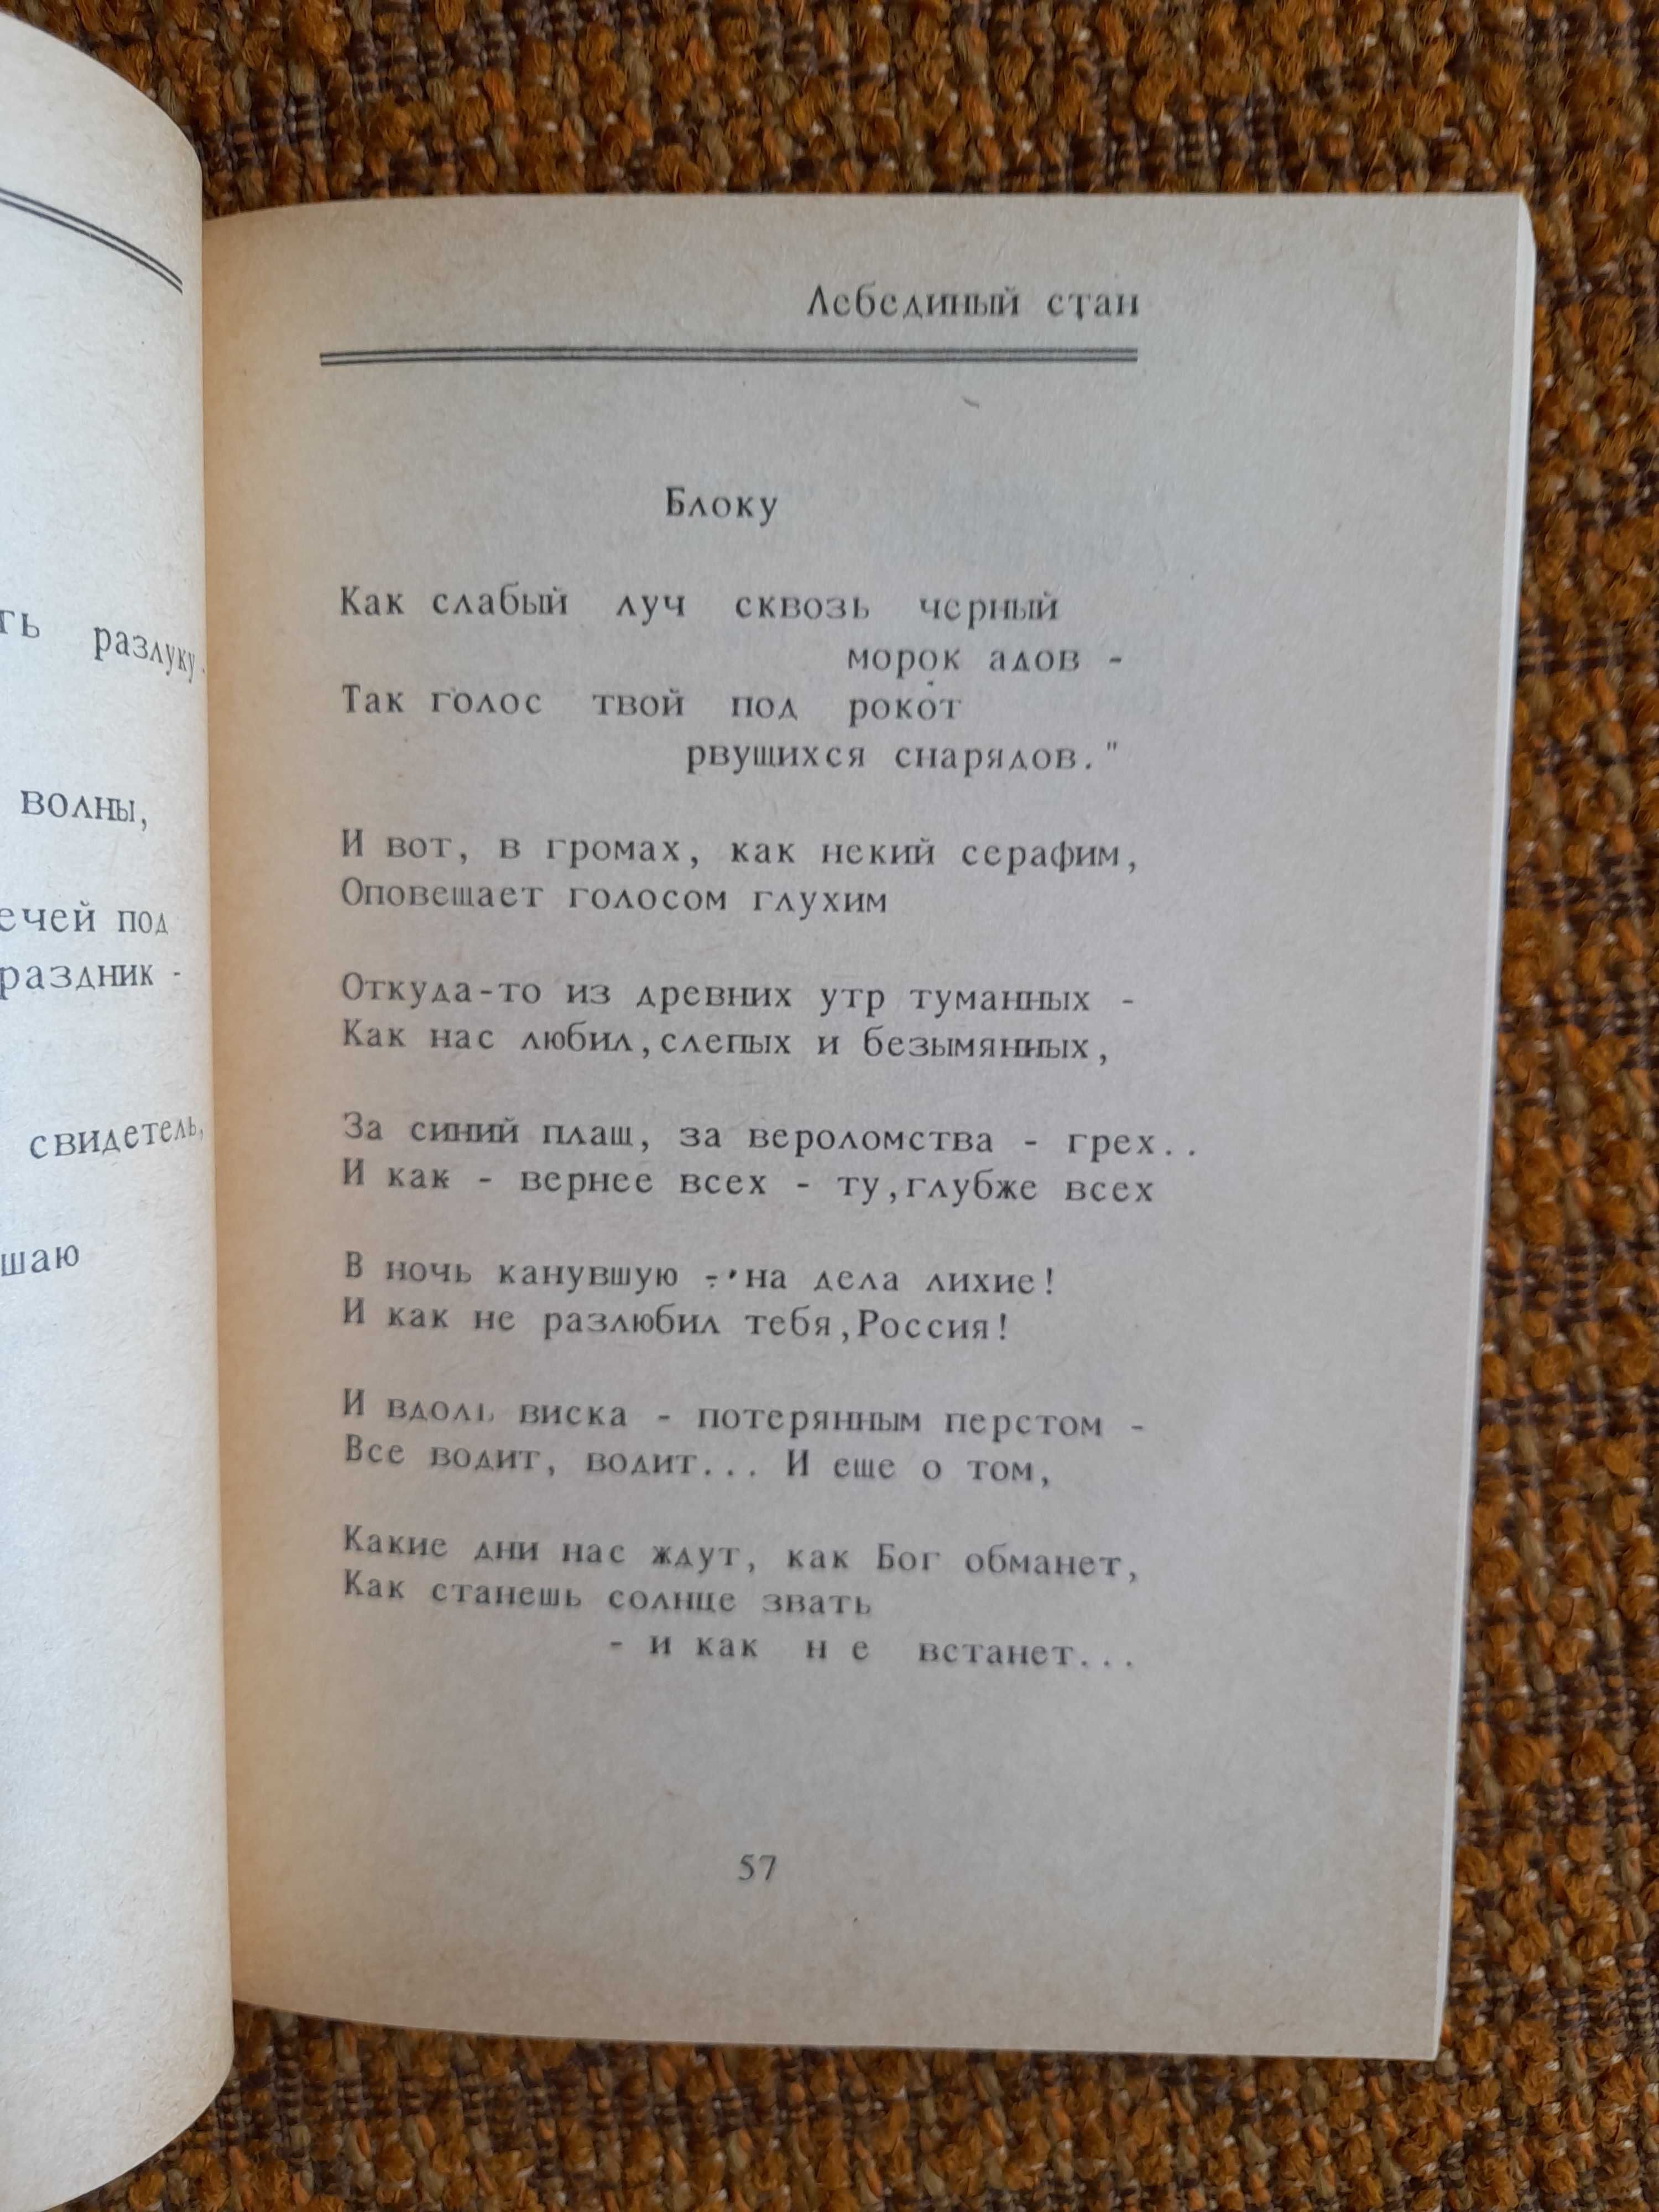 ть разлуку-
волны,
ечей под
раздник -
свидетель,
шаю
Лебединый стан
Блоку
Как слабый луч сквозь черный
морок адов -
Так голос твой под рокот
рвущихся снарядов."
И вот, в громах, как некий серафим,
Оповещает голосом глухим
Откуда-то из древних утр туманных -
Как нас любил,слепых и безымянных,
За синий плащ, за вероломства - грех..
И как - вернее всех - ту,глубже всех
В ночь канувшую - на дела лихие!
И как не разлюбил тебя,Россия!
И вдоль виска - потерянным перстом -
Все водит, водит... И еще о том,
Какие дни нас ждут, как Бог обманет,
Как станешь солнце звать
- и как н е встанет...
57